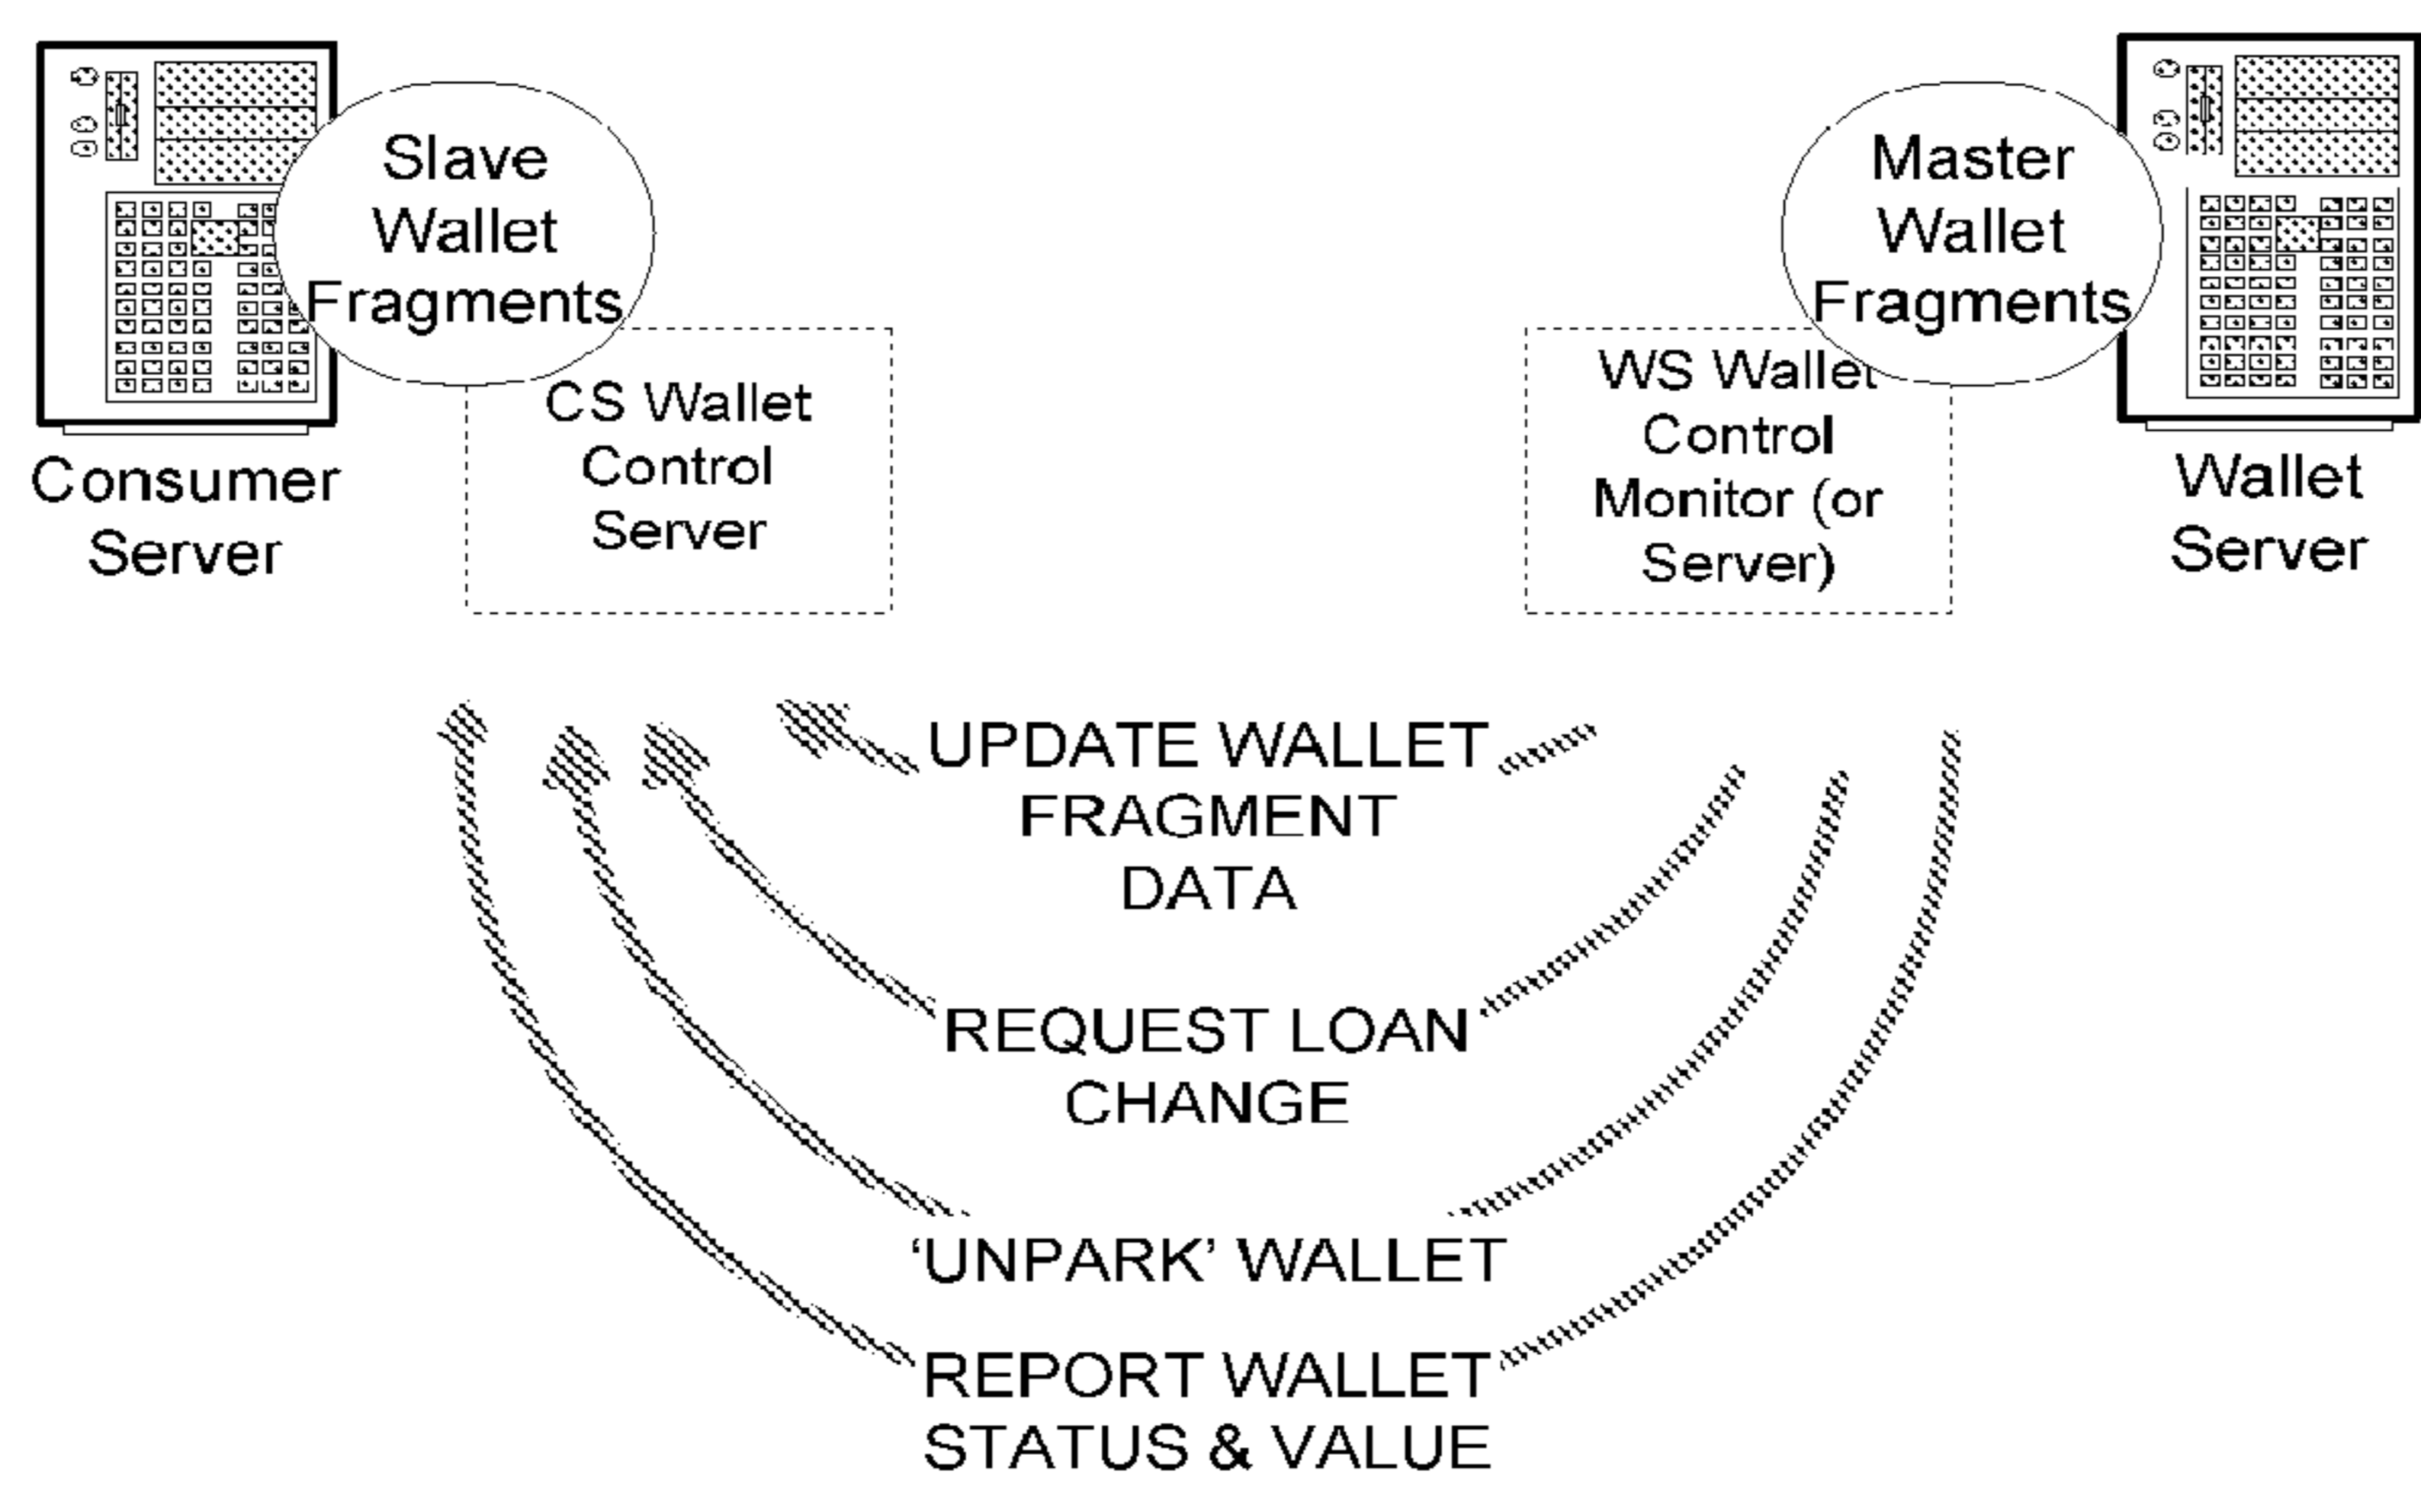 Slave
Wallet
Fragments
Master
Wallet
Fragments
CS Wallet
Control
Server
WS Wallet
Control
Monitor (or
Server)
Consumer
Server
Wallet
Server
UPDATE WALLET
FRAGMENT
DATA
REQUEST LOAN
CHANGE
‘UNPARK’ WALLET
REPORT WALLET
STATUS & VALUE